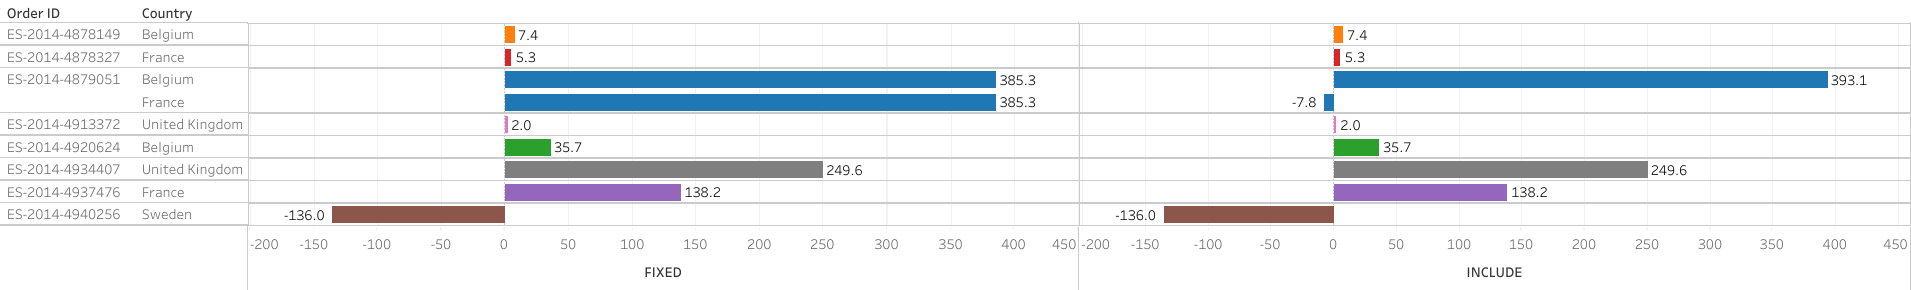 Order ID Country
ES-2014-4878149 Belgium 7.4 7.4
ES-2014-4878327 France 5.3 5.3
ES-2014-4879051 Belgium 385.3 393.1
France 385.3 -7.8
ES-2014-4913372 United Kingdom 2.0 2.0
ES-2014-4920624 Belgium 35.7 35.7
ES-2014-4934407 United Kingdom 249.6 249.6
ES-2014-4937476 France 138.2 138.2
ES-2014-4940256 Sweden -136.0 -136.0
-200 -150 -100 -50 0 50 100 150 200 250 300 350 400 450 -200 -150 -100 -50 0 50 100 150 200 250 300 350 400 450
FIXED INCLUDE